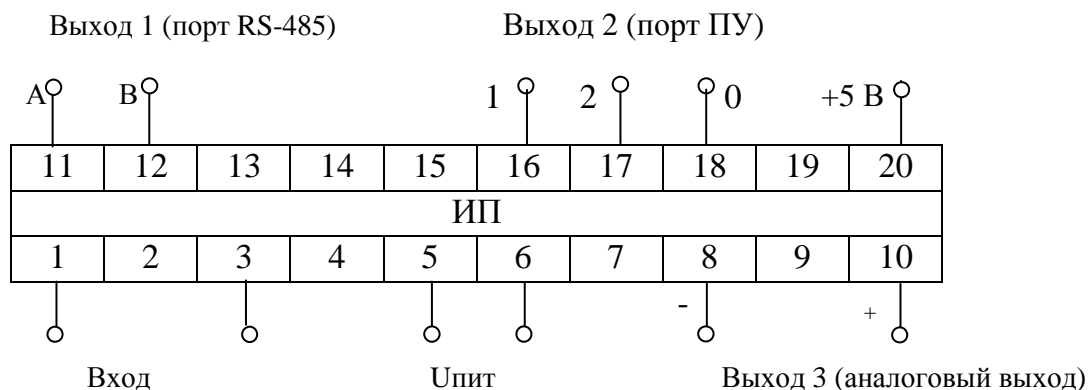 Выход 1 (порт RS-485) Выход 2 (порт ПУ)
А В 1 2 0 +5 В
11 12 13 14 15 16 17 18 19 20
ИП
1 2 3 4 5 6 7 8 9 10
- +
Вход Uпит Выход 3 (аналоговый выход)